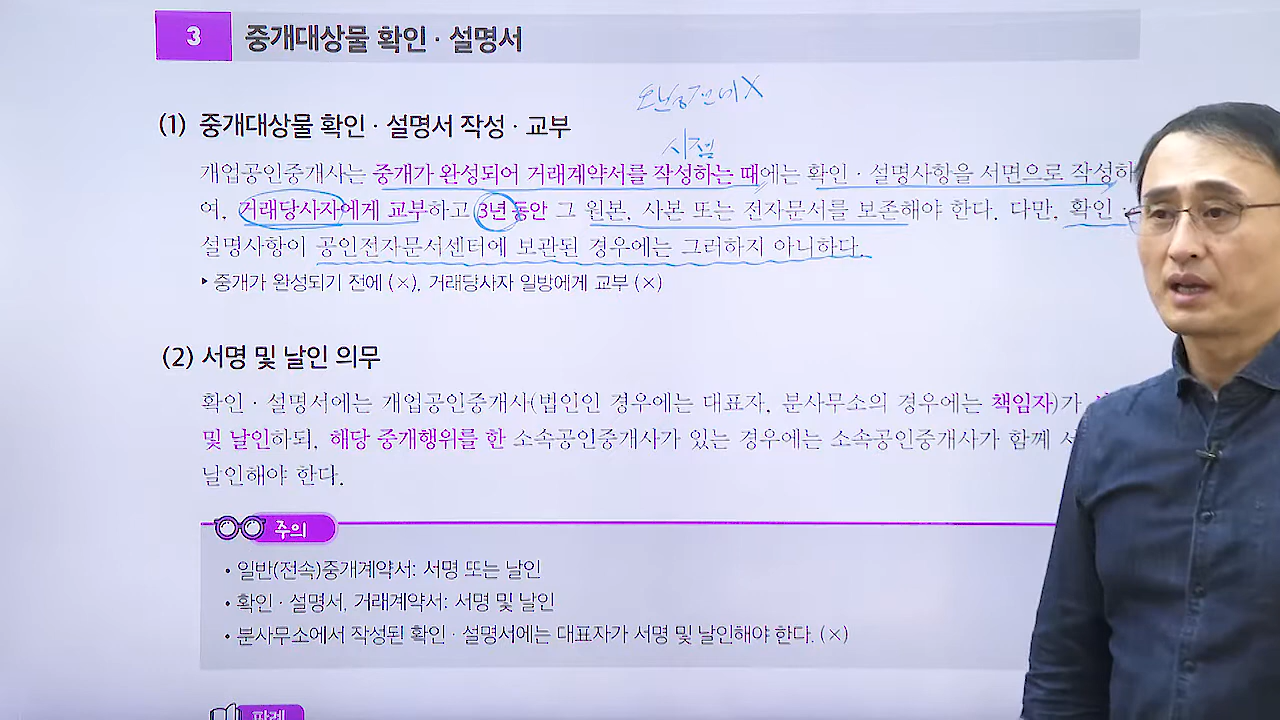 3 중개대상물 확인 · 설명서
완성전에 X
(1) 중개대상물 확인 · 설명서 작성 · 교부
시점
개업공인중개사는 중개가 완성되어 거래계약서를 작성하는 때에는 확인 · 설명사항을 서면으로 작성하
여, 거래당사자에게 교부하고 3년 동안 그 원본, 사본 또는 전자문서를 보존해야 한다. 다만, 확인 ·
설명사항이 공인전자문서센터에 보관된 경우에는 그러하지 아니하다.
▸ 중개가 완성되기 전에 (×), 거래당사자 일방에게 교부 (×)
(2) 서명 및 날인 의무
확인 · 설명서에는 개업공인중개사(법인인 경우에는 대표자, 분사무소의 경우에는 책임자)가
및 날인하되, 해당 중개행위를 한 소속공인중개사가 있는 경우에는 소속공인중개사가 함께 서
날인해야 한다.
주의
• 일반(전속)중개계약서: 서명 또는 날인
• 확인 · 설명서, 거래계약서: 서명 및 날인
• 분사무소에서 작성된 확인 · 설명서에는 대표자가 서명 및 날인해야 한다. (×)
판례